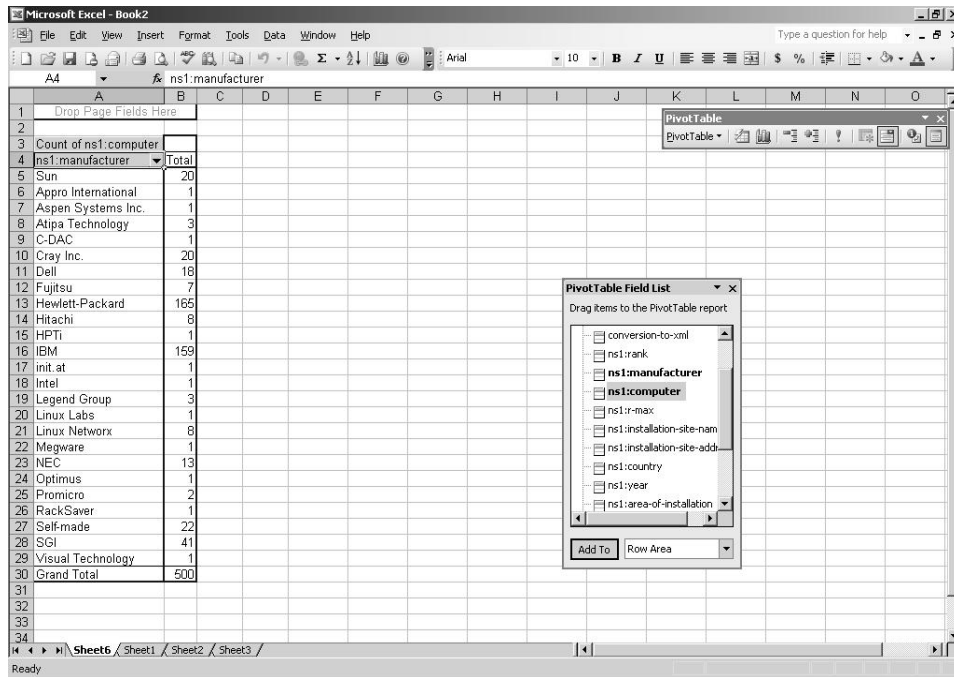 Microsoft Excel - Book2
File Edit View Insert Format Tools Data Window Help Type a question for help
Arial 10 B I U $ % A
A4 fx ns1:manufacturer
A B C D E F G H I J K L M N O
1 Drop Page Fields Here
2
3 Count of ns1:computer
4 ns1:manufacturer Total
5 Sun 20
6 Appro International 1
7 Aspen Systems Inc. 1
8 Atipa Technology 3
9 C-DAC 1
10 Cray Inc. 20
11 Dell 18
12 Fujitsu 7
13 Hewlett-Packard 165
14 Hitachi 8
15 HPTi 1
16 IBM 159
17 init.at 1
18 Intel 1
19 Legend Group 3
20 Linux Labs 1
21 Linux Networx 8
22 Megware 1
23 NEC 13
24 Optimus 1
25 Promicro 2
26 RackSaver 1
27 Self-made 22
28 SGI 41
29 Visual Technology 1
30 Grand Total 500
31
32
33
34
PivotTable
PivotTable
PivotTable Field List
Drag items to the PivotTable report
conversion-to-xml
ns1:rank
ns1:manufacturer
ns1:computer
ns1:r-max
ns1:installation-site-nam
ns1:installation-site-addr
ns1:country
ns1:year
ns1:area-of-installation
Add To Row Area
Sheet6 Sheet1 Sheet2 Sheet3
Ready